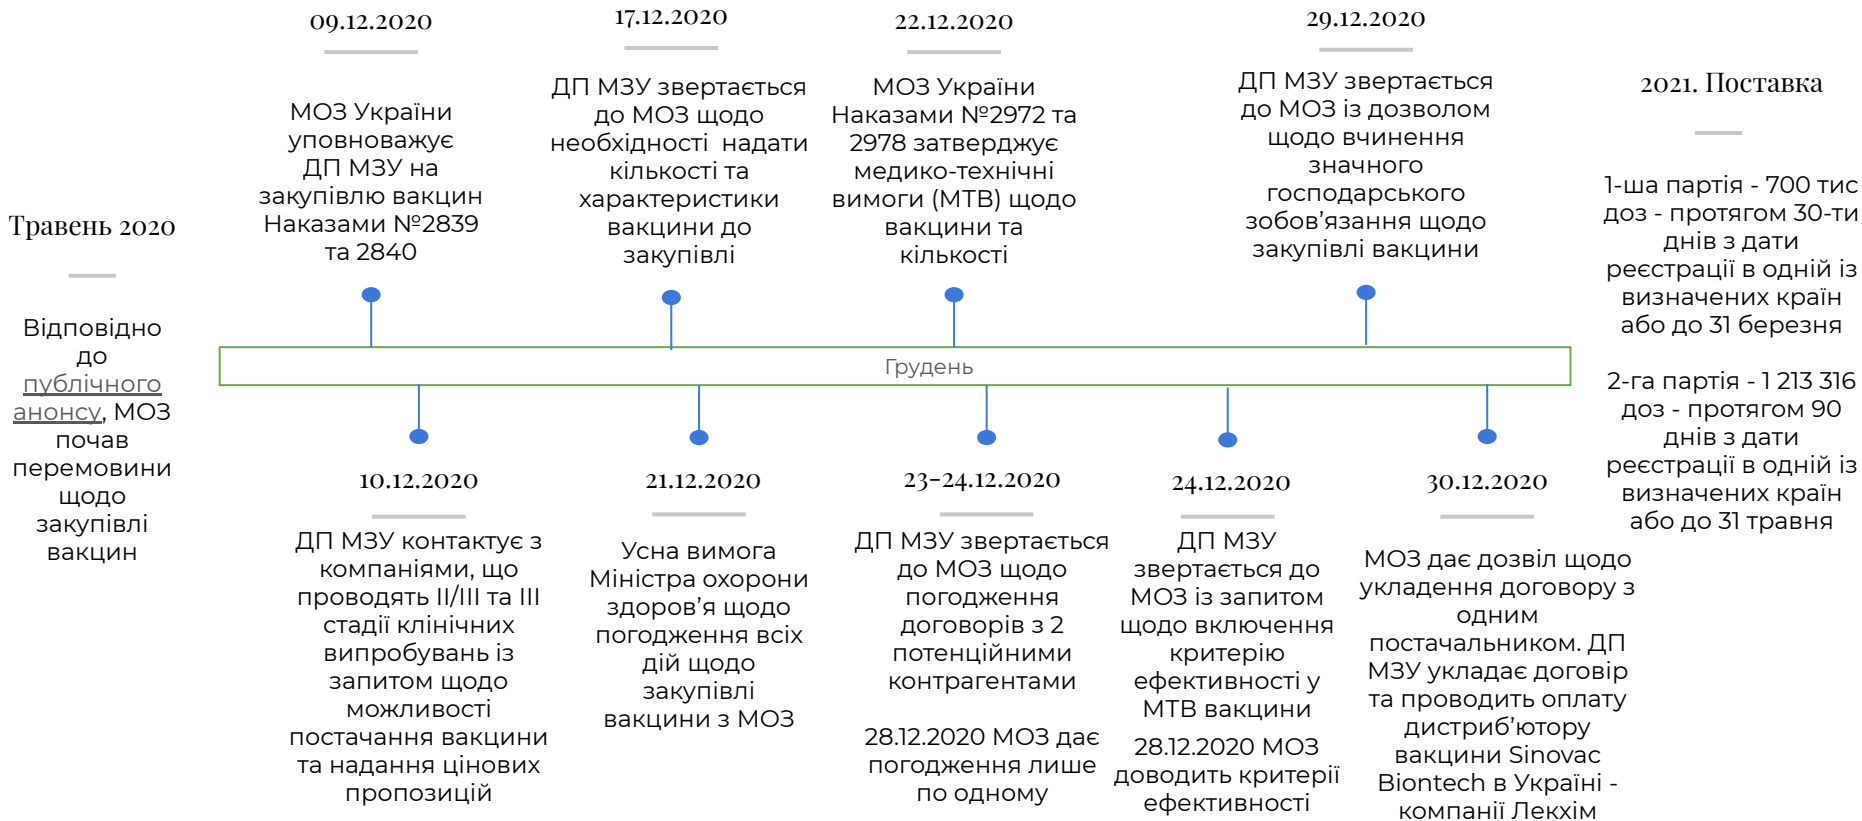 Травень 2020
Відповідно
до
публічного
анонсу, МОЗ
почав
перемовини
щодо
закупівлі
вакцин
09.12.2020
МОЗ України
уповноважує
ДП МЗУ на
закупівлю вакцин
Наказами №2839
та 2840
17.12.2020
ДП МЗУ звертається
до МОЗ щодо
необхідності надати
кількості та
характеристики
вакцини до
закупівлі
22.12.2020
МОЗ України
Наказами №2972 та
2978 затверджує
медико-технічні
вимоги (МТВ) щодо
вакцини та
кількості
29.12.2020
ДП МЗУ звертається
до МОЗ із дозволом
щодо вчинення
значного
господарського
зобов’язання щодо
закупівлі вакцини
Грудень
10.12.2020
ДП МЗУ контактує з
компаніями, що
проводять ІІ/ІІІ та ІІІ
стадії клінічних
випробувань із
запитом щодо
можливості
постачання вакцини
та надання цінових
пропозицій
21.12.2020
Усна вимога
Міністра охорони
здоров’я щодо
погодження всіх
дій щодо
закупівлі
вакцини з МОЗ
23-24.12.2020
ДП МЗУ звертається
до МОЗ щодо
погодження
договорів з 2
потенційними
контрагентами
28.12.2020 МОЗ дає
погодження лише
по одному
24.12.2020
ДП МЗУ
звертається до
МОЗ із запитом
щодо включення
критерію
ефективності у
МТВ вакцини
28.12.2020 МОЗ
доводить критерії
ефективності
30.12.2020
МОЗ дає дозвіл щодо
укладення договору з
одним
постачальником. ДП
МЗУ укладає договір
та проводить оплату
дистриб’ютору
вакцини Sinovac
Biontech в Україні -
компанії Лекхім
2021. Поставка
1-ша партія - 700 тис
доз - протягом 30-ти
днів з дати
реєстрації в одній із
визначених країн
або до 31 березня
2-га партія - 1 213 316
доз - протягом 90
днів з дати
реєстрації в одній із
визначених країн
або до 31 травня